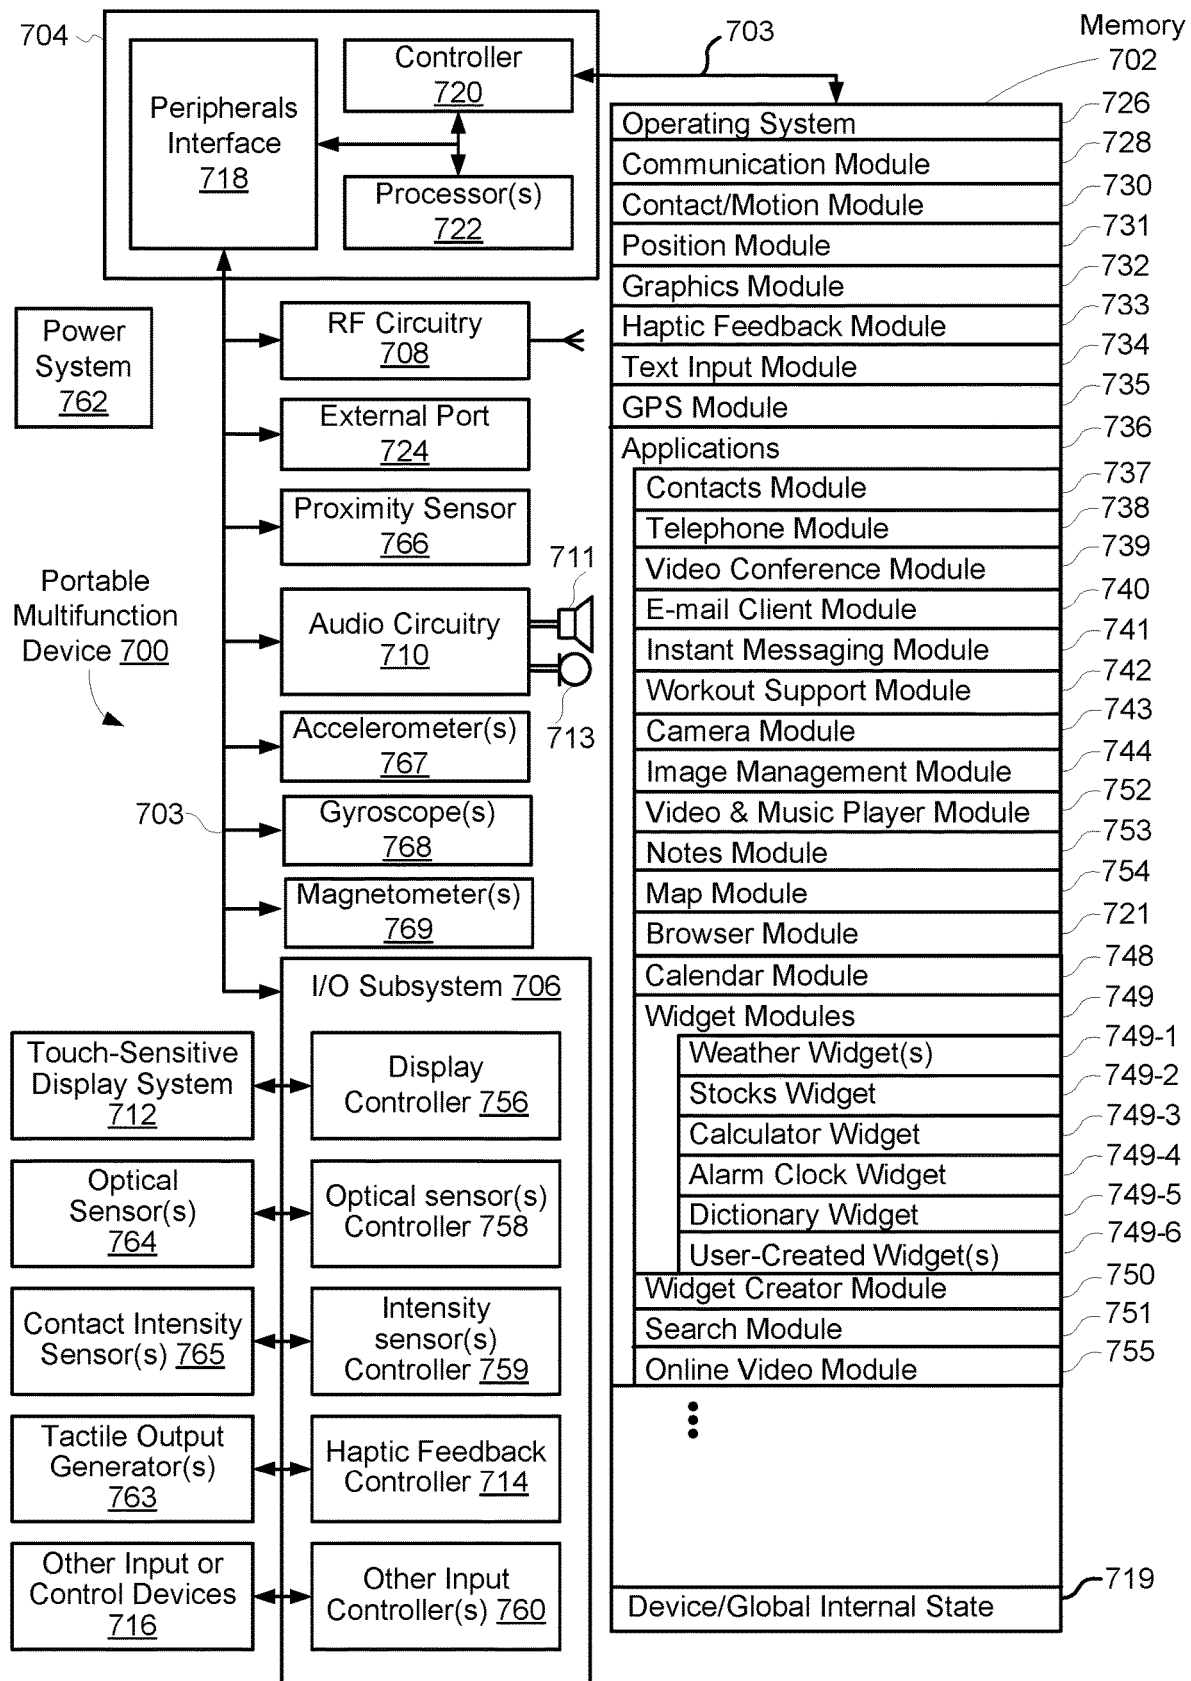 704
Peripherals
Interface
718
Controller
720
Processor(s)
722
703
Memory
702
Power
System
762
RF Circuitry
708
External Port
724
Proximity Sensor
766
Audio Circuitry
710
711
713
Portable
Multifunction
Device 700
Accelerometer(s)
767
703
Gyroscope(s)
768
Magnetometer(s)
769
I/O Subsystem 706
Touch-Sensitive
Display System
712
Display
Controller 756
Optical
Sensor(s)
764
Optical sensor(s)
Controller 758
Contact Intensity
Sensor(s) 765
Intensity
sensor(s)
Controller 759
Tactile Output
Generator(s)
763
Haptic Feedback
Controller 714
Other Input or
Control Devices
716
Other Input
Controller(s) 760
Operating System 726
Communication Module 728
Contact/Motion Module 730
Position Module 731
Graphics Module 732
Haptic Feedback Module 733
Text Input Module 734
GPS Module 735
Applications 736
Contacts Module 737
Telephone Module 738
Video Conference Module 739
E-mail Client Module 740
Instant Messaging Module 741
Workout Support Module 742
Camera Module 743
Image Management Module 744
Video & Music Player Module 752
Notes Module 753
Map Module 754
Browser Module 721
Calendar Module 748
Widget Modules 749
Weather Widget(s) 749-1
Stocks Widget 749-2
Calculator Widget 749-3
Alarm Clock Widget 749-4
Dictionary Widget 749-5
User-Created Widget(s) 749-6
Widget Creator Module 750
Search Module 751
Online Video Module 755
Device/Global Internal State 719